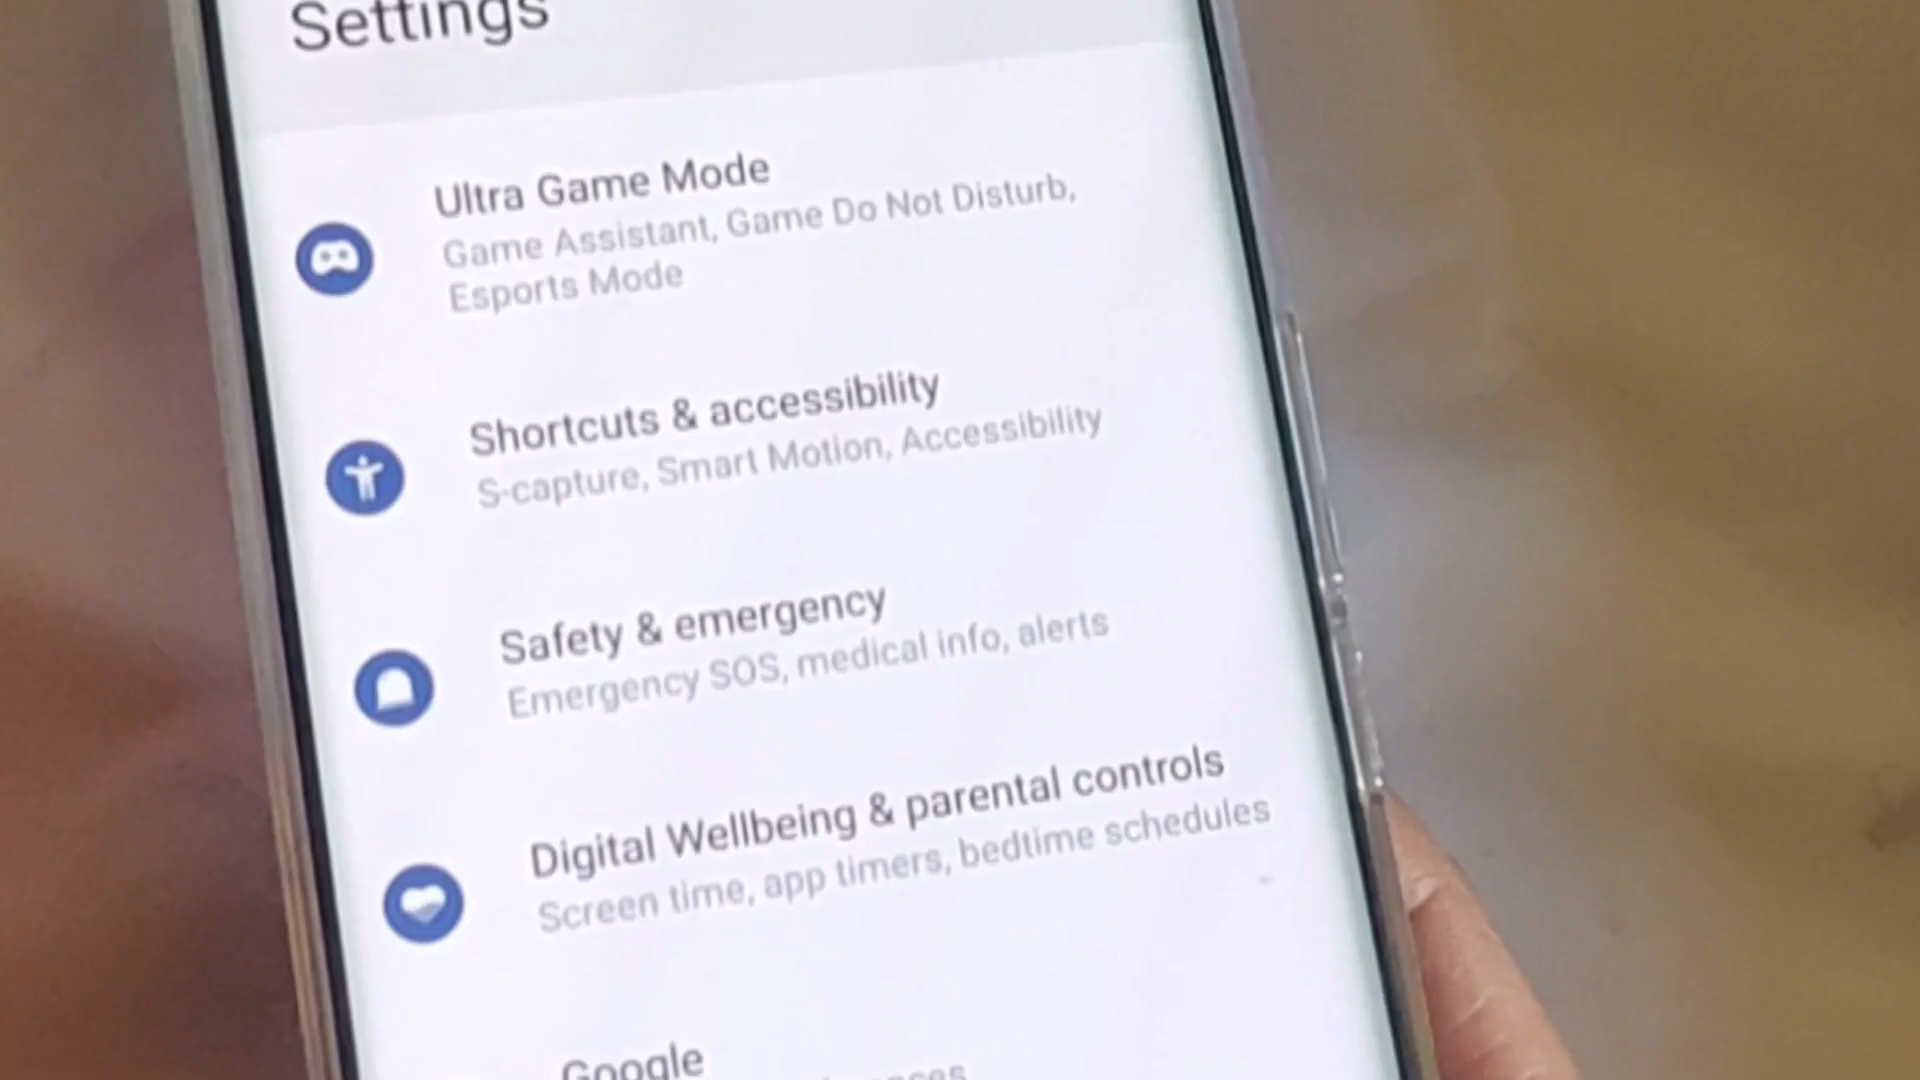 Settings
Ultra Game Mode
Game Assistant, Game Do Not Disturb,
Esports Mode
Shortcuts & accessibility
S-capture, Smart Motion, Accessibility
Safety & emergency
Emergency SOS, medical info, alerts
Digital Wellbeing & parental controls
Screen time, app timers, bedtime schedules
Google